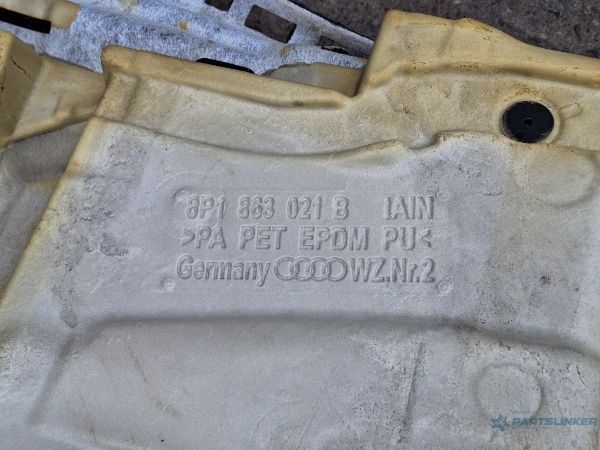 8P1 863 021 B IAIN
>PA PET EPDM PU<
Germany WZ.Nr.2
PARTSLINKER